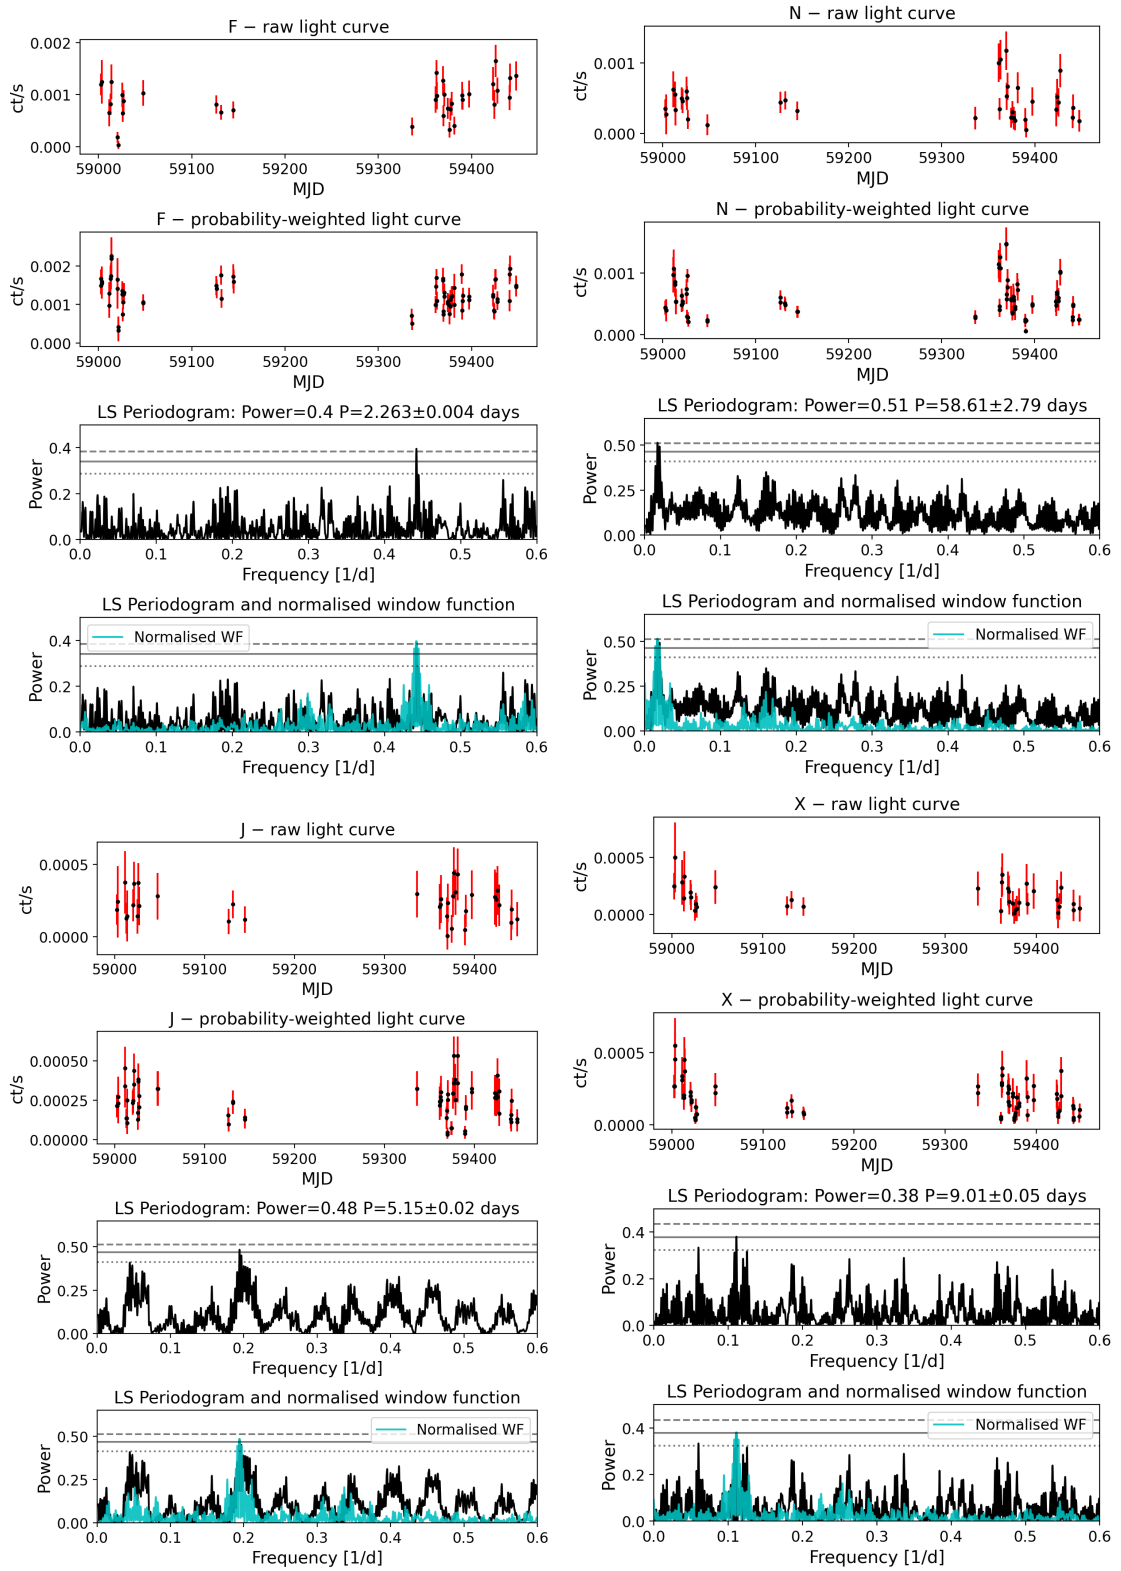 F − raw light curve
0.002
0.001
0.000
ct/s
59000 59100 59200 59300 59400
MJD
F − probability-weighted light curve
0.002
0.001
0.000
ct/s
59000 59100 59200 59300 59400
MJD
LS Periodogram: Power=0.4 P=2.263±0.004 days
0.4
0.2
0.0
Power
0.0 0.1 0.2 0.3 0.4 0.5 0.6
Frequency [1/d]
LS Periodogram and normalised window function
Normalised WF
0.4
0.2
0.0
Power
0.0 0.1 0.2 0.3 0.4 0.5 0.6
Frequency [1/d]
N − raw light curve
0.001
0.000
ct/s
59000 59100 59200 59300 59400
MJD
N − probability-weighted light curve
0.001
0.000
ct/s
59000 59100 59200 59300 59400
MJD
LS Periodogram: Power=0.51 P=58.61±2.79 days
0.50
0.25
0.00
Power
0.0 0.1 0.2 0.3 0.4 0.5 0.6
Frequency [1/d]
LS Periodogram and normalised window function
Normalised WF
0.50
0.25
0.00
Power
0.0 0.1 0.2 0.3 0.4 0.5 0.6
Frequency [1/d]
J − raw light curve
0.0005
0.0000
ct/s
59000 59100 59200 59300 59400
MJD
J − probability-weighted light curve
0.00050
0.00025
0.00000
ct/s
59000 59100 59200 59300 59400
MJD
LS Periodogram: Power=0.48 P=5.15±0.02 days
0.50
0.25
0.00
Power
0.0 0.1 0.2 0.3 0.4 0.5 0.6
Frequency [1/d]
LS Periodogram and normalised window function
Normalised WF
0.50
0.25
0.00
Power
0.0 0.1 0.2 0.3 0.4 0.5 0.6
Frequency [1/d]
X − raw light curve
0.0005
0.0000
ct/s
59000 59100 59200 59300 59400
MJD
X − probability-weighted light curve
0.0005
0.0000
ct/s
59000 59100 59200 59300 59400
MJD
LS Periodogram: Power=0.38 P=9.01±0.05 days
0.4
0.2
0.0
Power
0.0 0.1 0.2 0.3 0.4 0.5 0.6
Frequency [1/d]
LS Periodogram and normalised window function
Normalised WF
0.4
0.2
0.0
Power
0.0 0.1 0.2 0.3 0.4 0.5 0.6
Frequency [1/d]